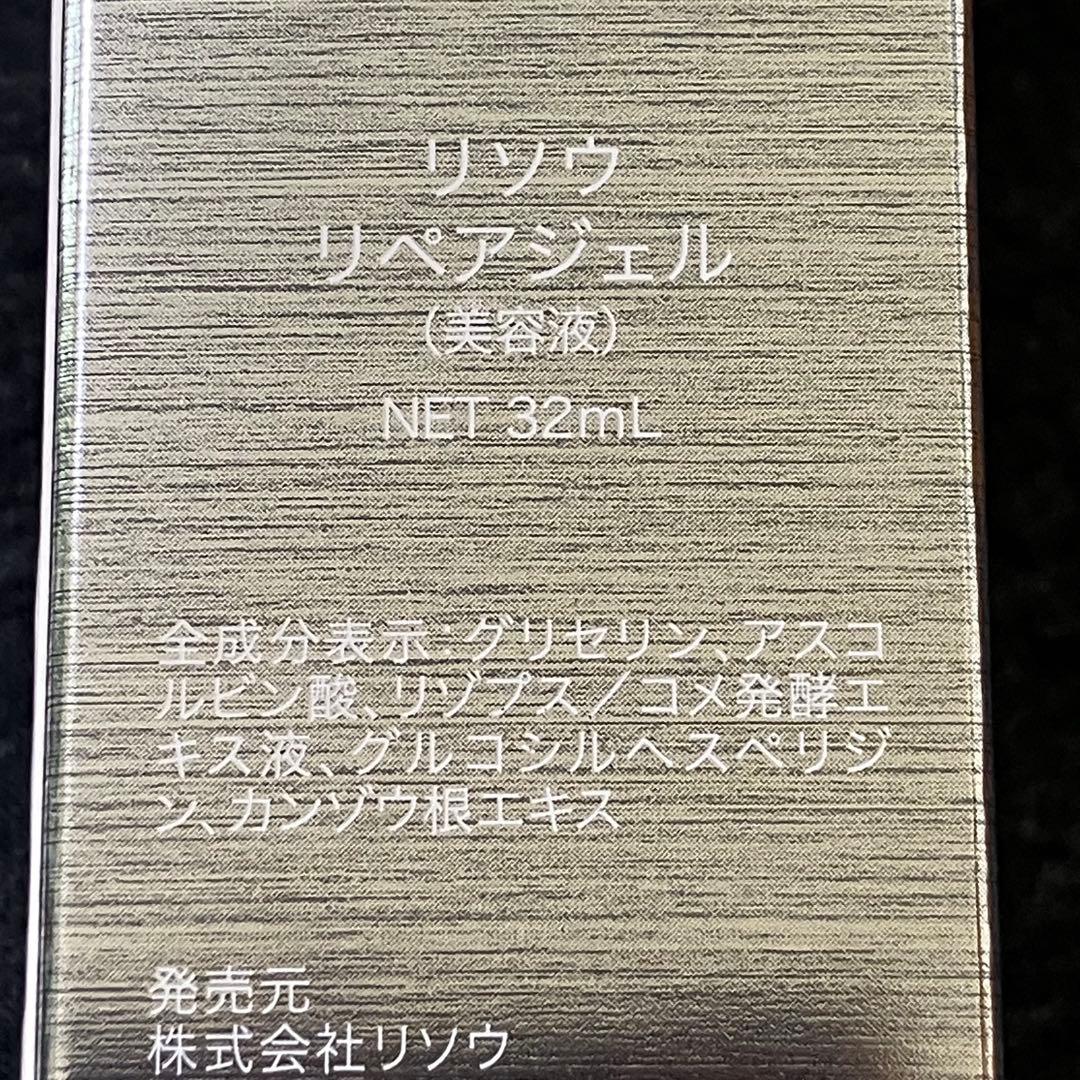 リソウ
リペアジェル
(美容液)
NET 32mL
全成分表示:グリセリン、アスコ
ルビン酸、リゾプス/コメ発酵エ
キス液、グルコシルヘスペリジ
ン、カンゾウ根エキス
発売元
株式会社リソウ